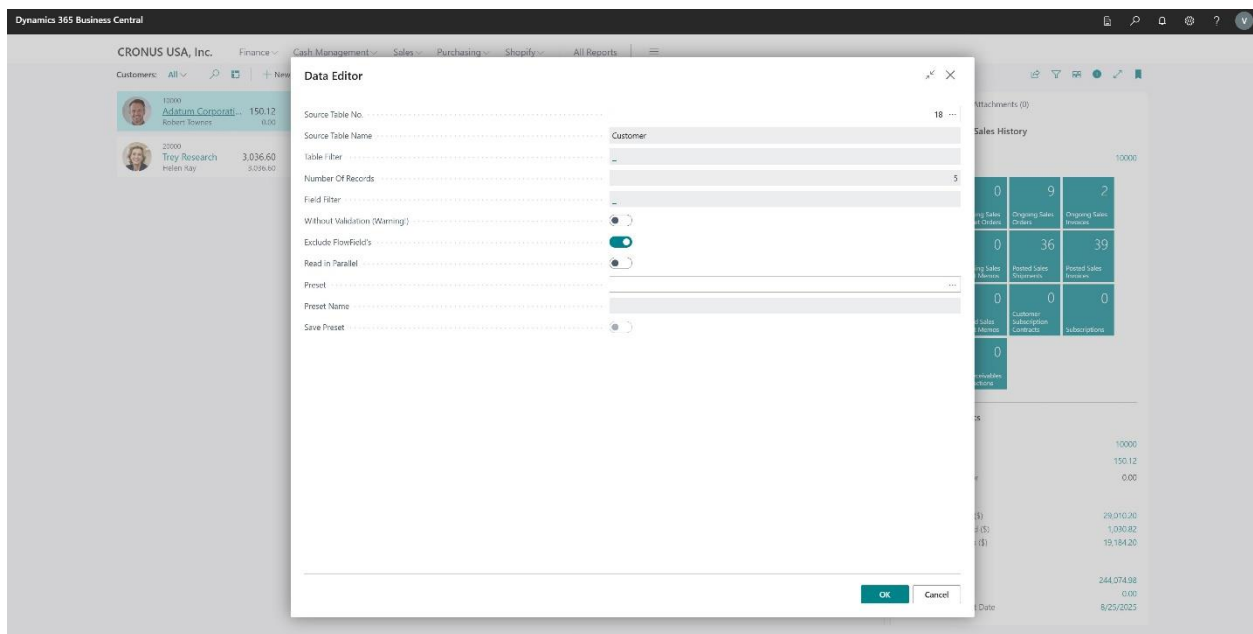 Dynamics 365 Business Central
V
CRONUS USA, Inc. Finance Cash Management Sales Purchasing Shopify All Reports
Customers: All + New
10000
Adatum Corporati... 150.12
Robert Townes 0.00
20000
Trey Research 3,036.60
Helen Ray 3,036.60
Data Editor
Source Table No. 18 ...
Source Table Name Customer
Table Filter _
Number Of Records 5
Field Filter _
Without Validation (Warning!)
Exclude FlowField's
Read in Parallel
Preset ...
Preset Name
Save Preset
OK Cancel
Attachments (0)
Sales History
10000
0 9 2
Ongoing Sales Ongoing Sales
Orders Invoices
0 36 39
Posted Sales Posted Sales
Memos Shipments Invoices
0 0 0
Customer
Sales Subscription
Memos Contracts Subscriptions
0
10000
150.12
0.00
($) 29,010.20
($) 1,030.82
($) 19,184.20
244,074.98
0.00
Date 8/25/2025